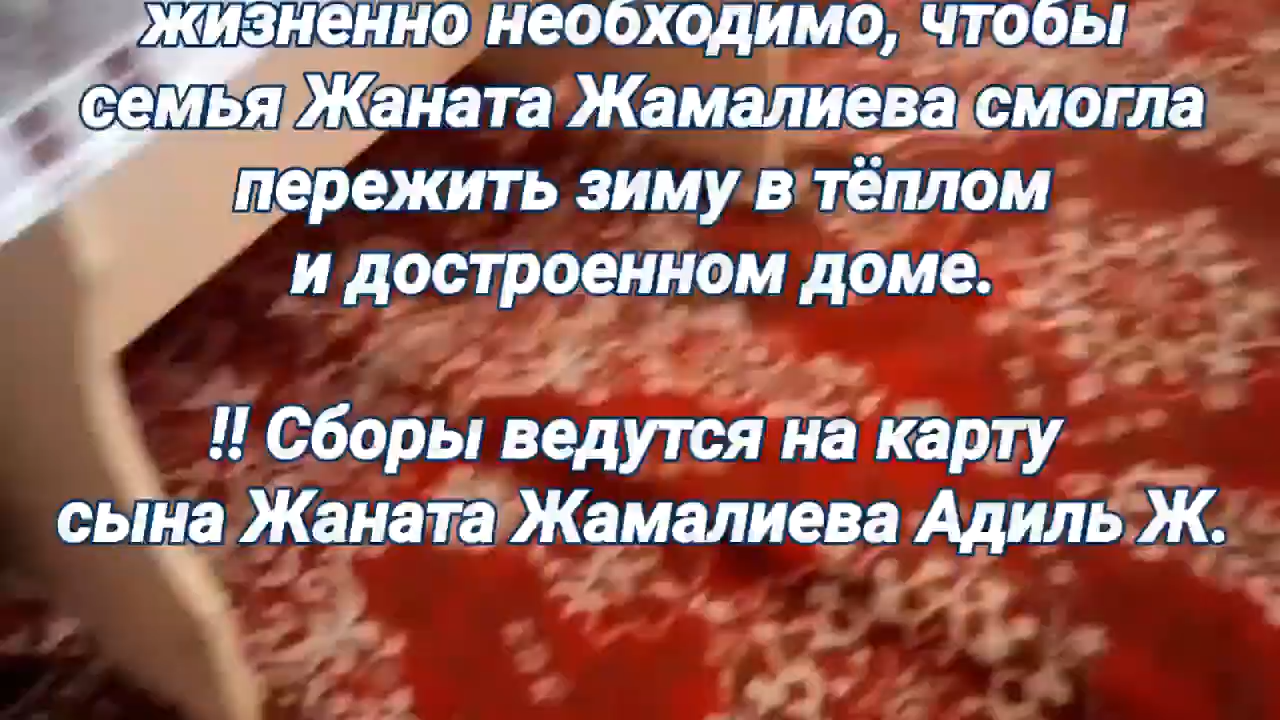 жизненно необходимо, чтобы
семья Жаната Жамалиева смогла
пережить зиму в тёплом
и достроенном доме.
!! Сборы ведутся на карту
сына Жаната Жамалиева Адиль Ж.